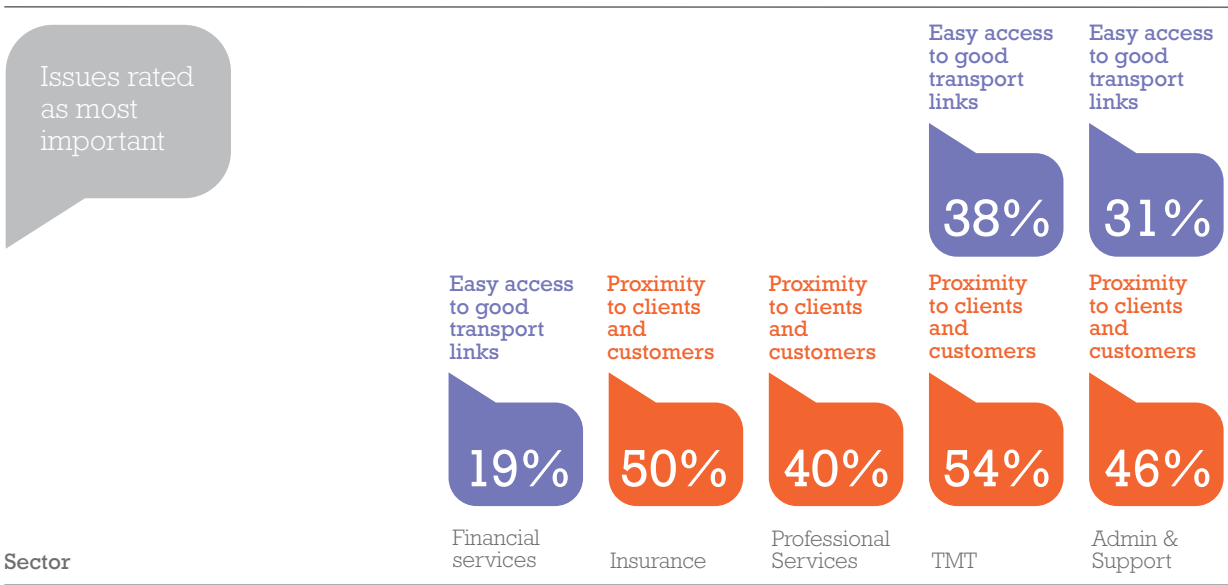 Issues rated
as most
important
Easy access
to good
transport
links
38%
Easy access
to good
transport
links
31%
Easy access
to good
transport
links
19%
Proximity
to clients
and
customers
50%
Proximity
to clients
and
customers
40%
Proximity
to clients
and
customers
54%
Proximity
to clients
and
customers
46%
Sector
Financial
services
Insurance
Professional
Services
TMT
Admin &
Support